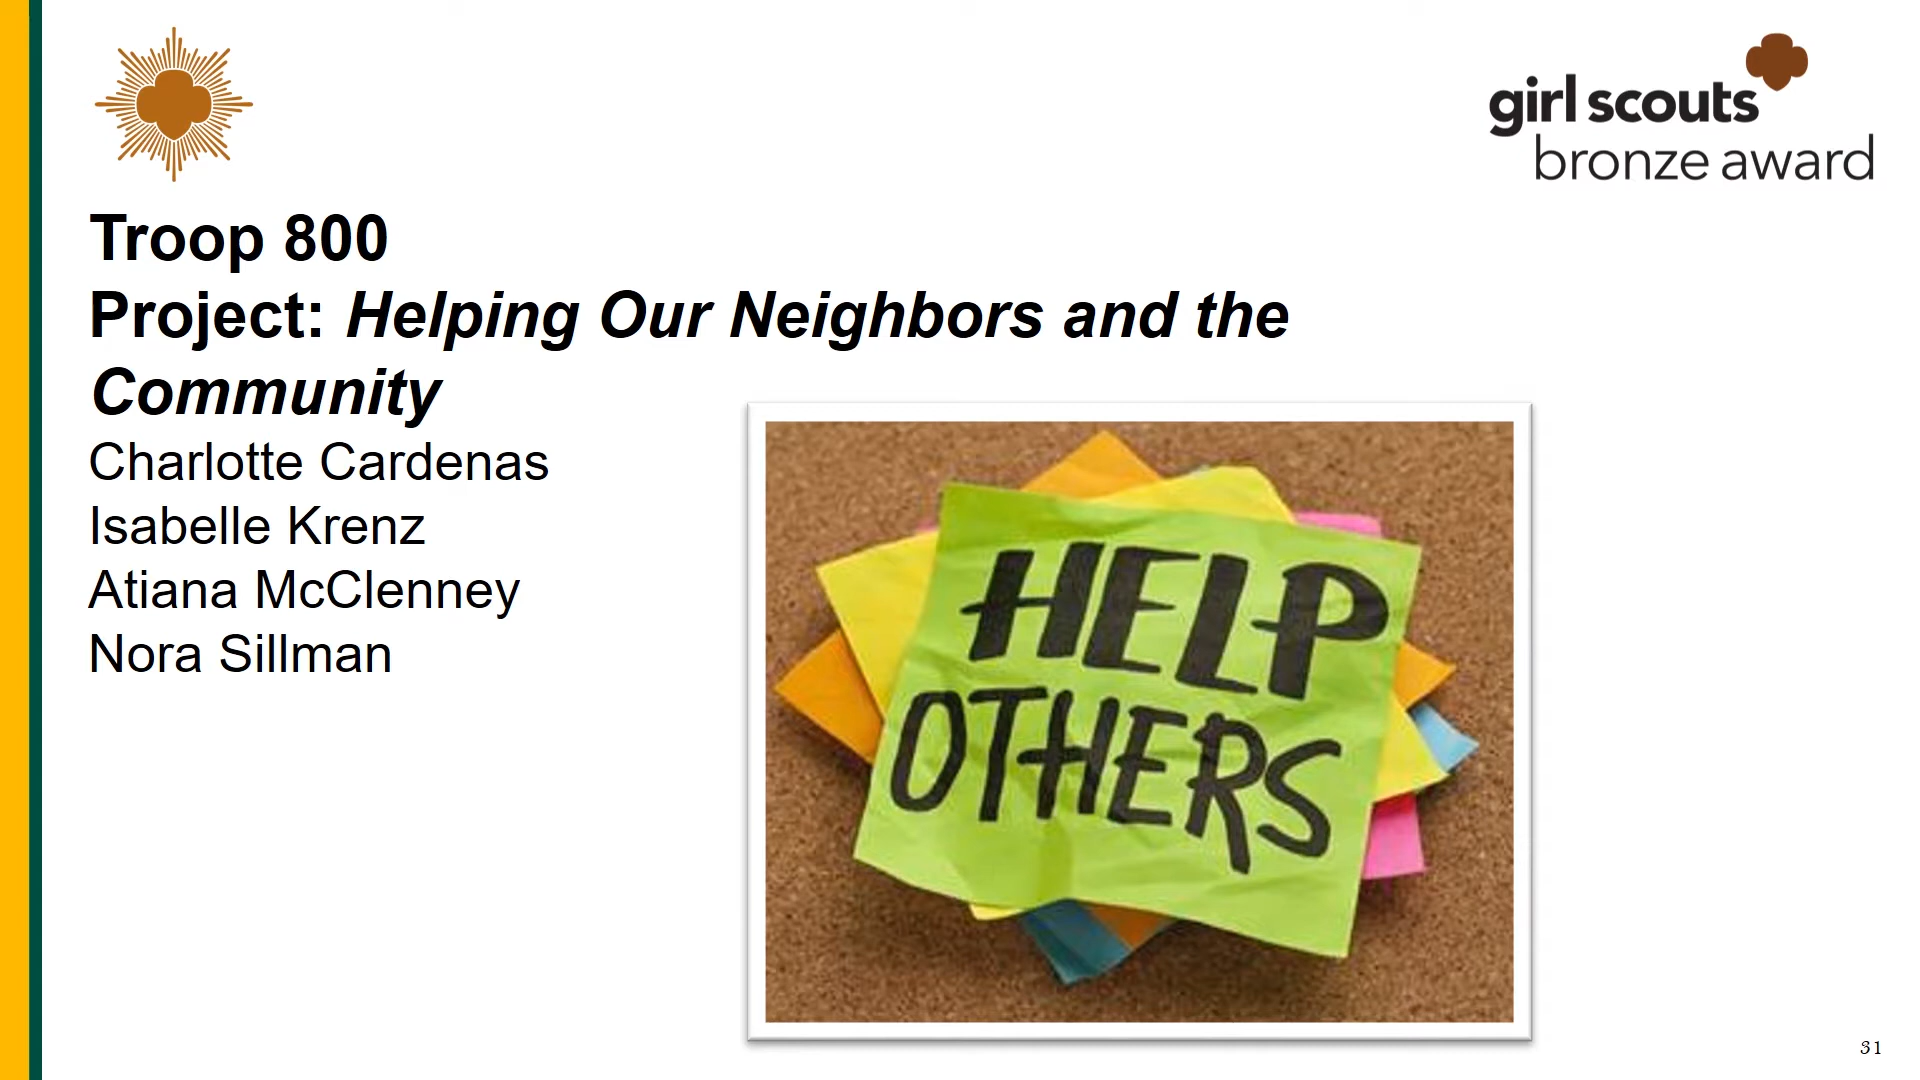 girl scouts
bronze award
Troop 800
Project: Helping Our Neighbors and the
Community
Charlotte Cardenas
Isabelle Krenz
Atiana McClenney
Nora Sillman
HELP
OTHERS
31